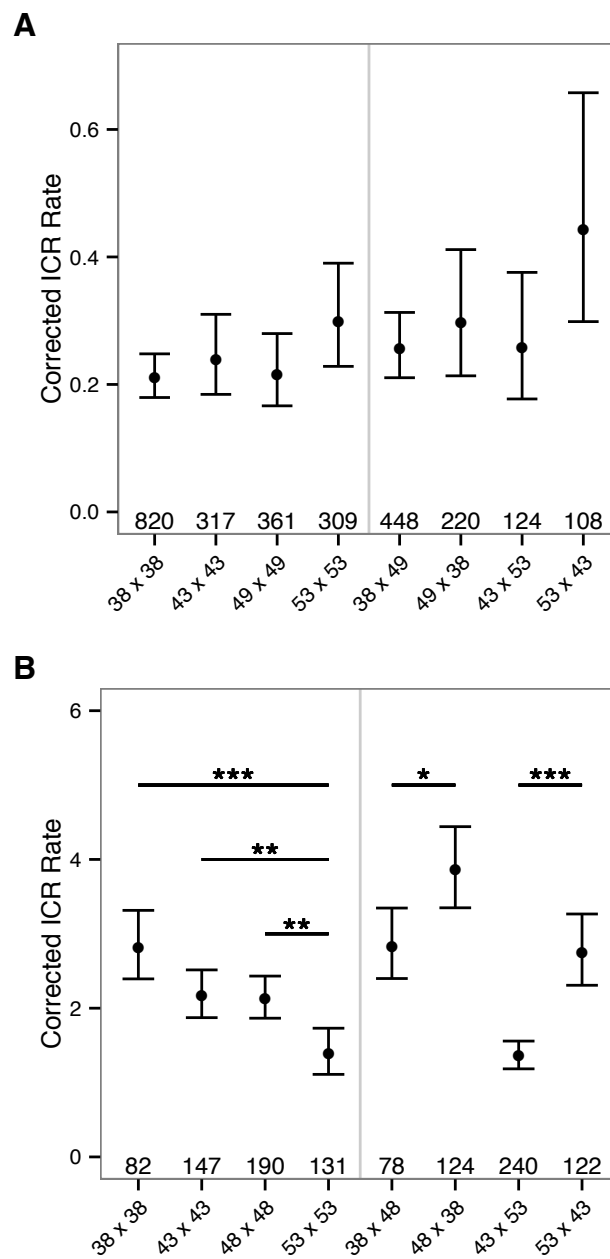 A
Corrected ICR Rate
0.6
0.4
0.2
0.0
820 317 361 309 448 220 124 108
38 x 38 43 x 43 49 x 49 53 x 53 38 x 49 49 x 38 43 x 53 53 x 43
B
Corrected ICR Rate
6
*** * ***
4
**
**
2
0
82 147 190 131 78 124 240 122
38 x 38 43 x 43 48 x 48 53 x 53 38 x 48 48 x 38 43 x 53 53 x 43